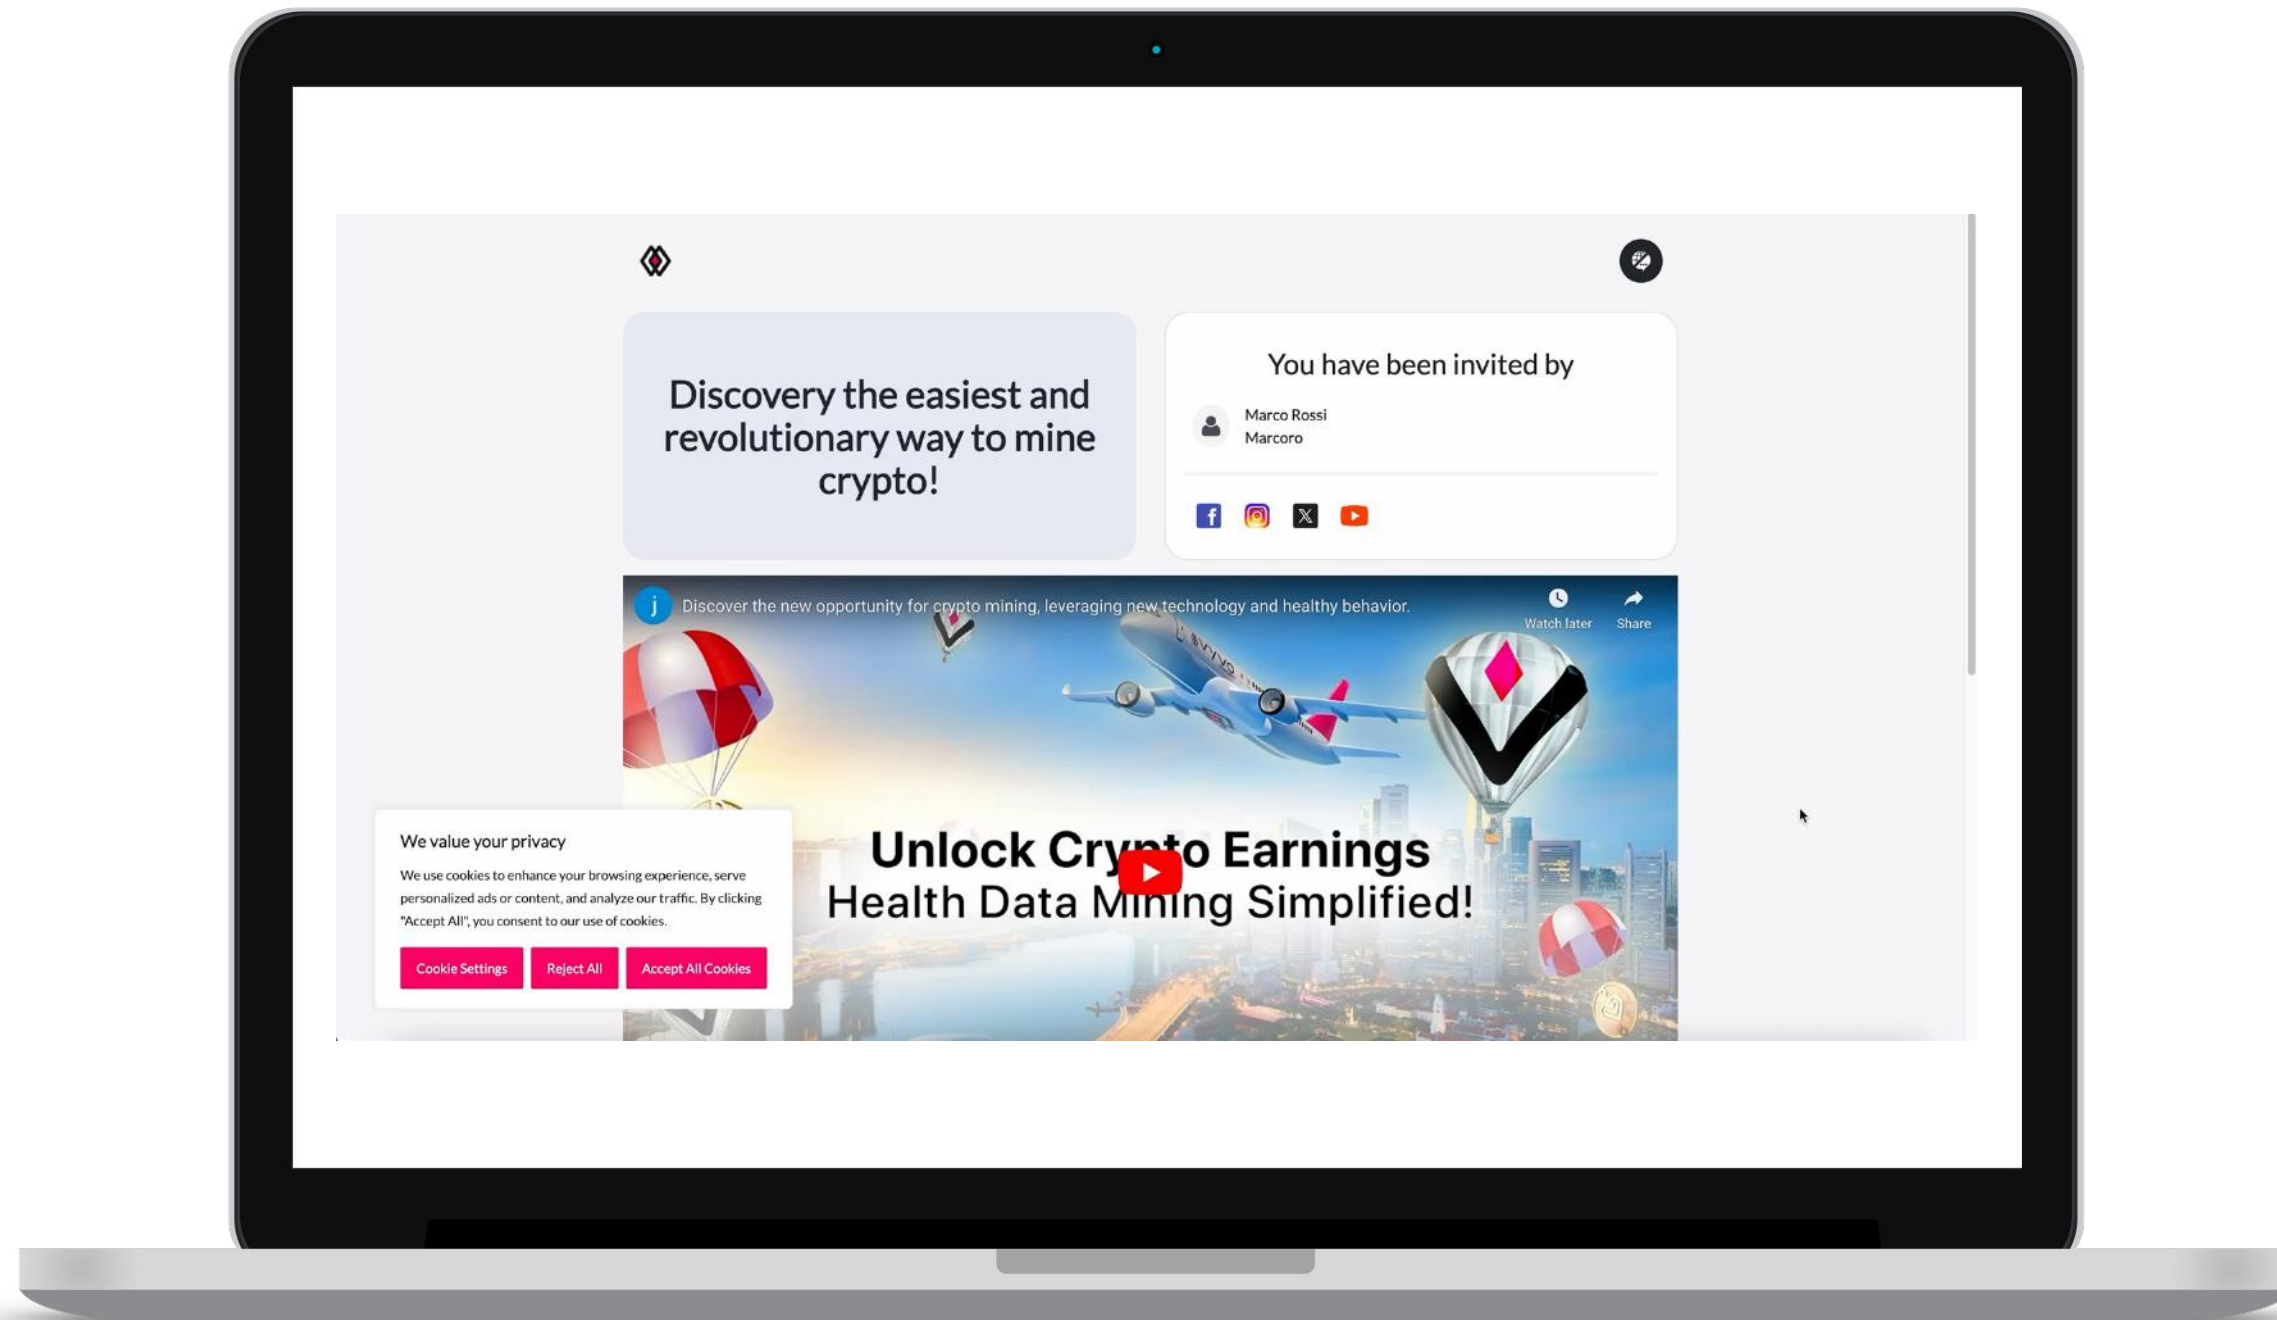 Discovery the easiest and
revolutionary way to mine
crypto!
You have been invited by
Marco Rossi
Marcoro
j
Discover the new opportunity for crypto mining, leveraging new technology and healthy behavior.
Watch later
Share
Unlock Crypto Earnings
Health Data Mining Simplified!
We value your privacy
We use cookies to enhance your browsing experience, serve
personalized ads or content, and analyze our traffic. By clicking
"Accept All", you consent to our use of cookies.
Cookie Settings
Reject All
Accept All Cookies